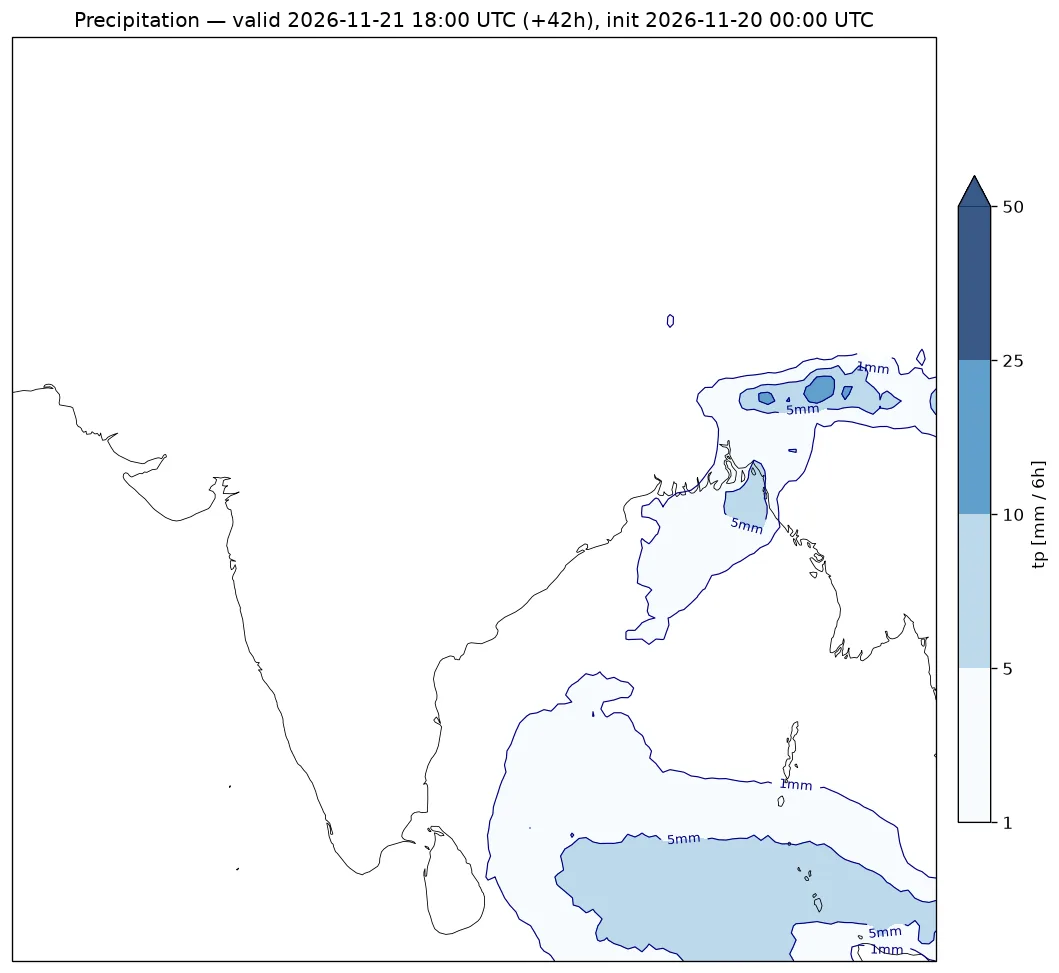 Precipitation — valid 2026-11-21 18:00 UTC (+42h), init 2026-11-20 00:00 UTC
50
25
10
5
1
tp [mm / 6h]
1mm
5mm
5mm
1mm
5mm
5mm
1mm